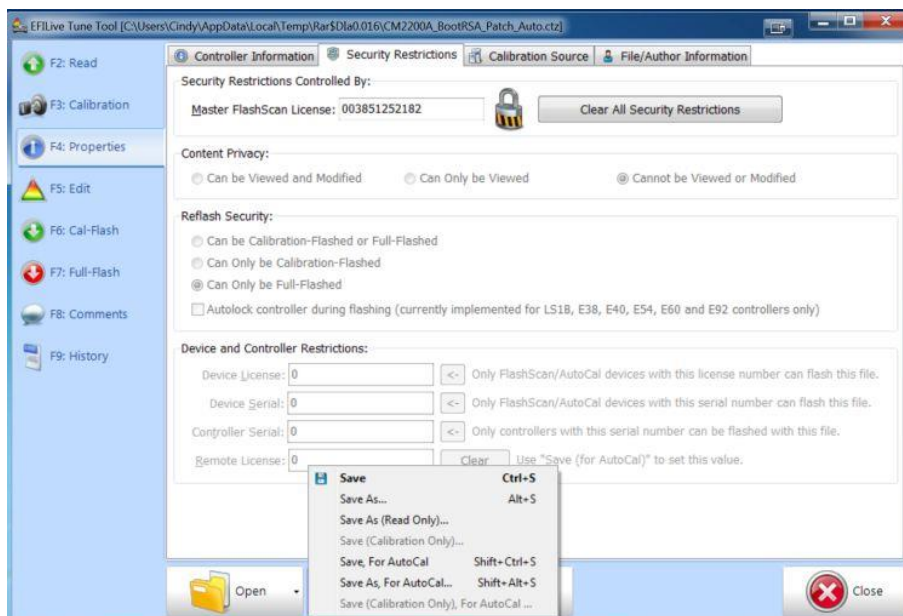 EFILive Tune Tool [C:\Users\Cindy\AppData\Local\Temp\Rar$DIa0.016\CM2200A_BootRSA_Patch_Auto.ctz]
F2: Read
F3: Calibration
F4: Properties
F5: Edit
F6: Cal-Flash
F7: Full-Flash
F8: Comments
F9: History
Controller Information Security Restrictions Calibration Source File/Author Information
Security Restrictions Controlled By:
Master FlashScan License: 003851252182 Clear All Security Restrictions
Content Privacy:
Can be Viewed and Modified Can Only be Viewed Cannot be Viewed or Modified
Reflash Security:
Can be Calibration-Flashed or Full-Flashed
Can Only be Calibration-Flashed
Can Only be Full-Flashed
Autolock controller during flashing (currently implemented for LS1B, E38, E40, E54, E60 and E92 controllers only)
Device and Controller Restrictions:
Device License: 0 <- Only FlashScan/AutoCal devices with this license number can flash this file.
Device Serial: 0 <- Only FlashScan/AutoCal devices with this serial number can flash this file.
Controller Serial: 0 <- Only controllers with this serial number can be flashed with this file.
Remote License: 0 Clear Use "Save (for AutoCal)" to set this value.
Save Ctrl+S
Save As... Alt+S
Save As (Read Only)...
Save (Calibration Only)...
Save, For AutoCal Shift+Ctrl+S
Save As, For AutoCal... Shift+Alt+S
Save (Calibration Only), For AutoCal ...
Open Close